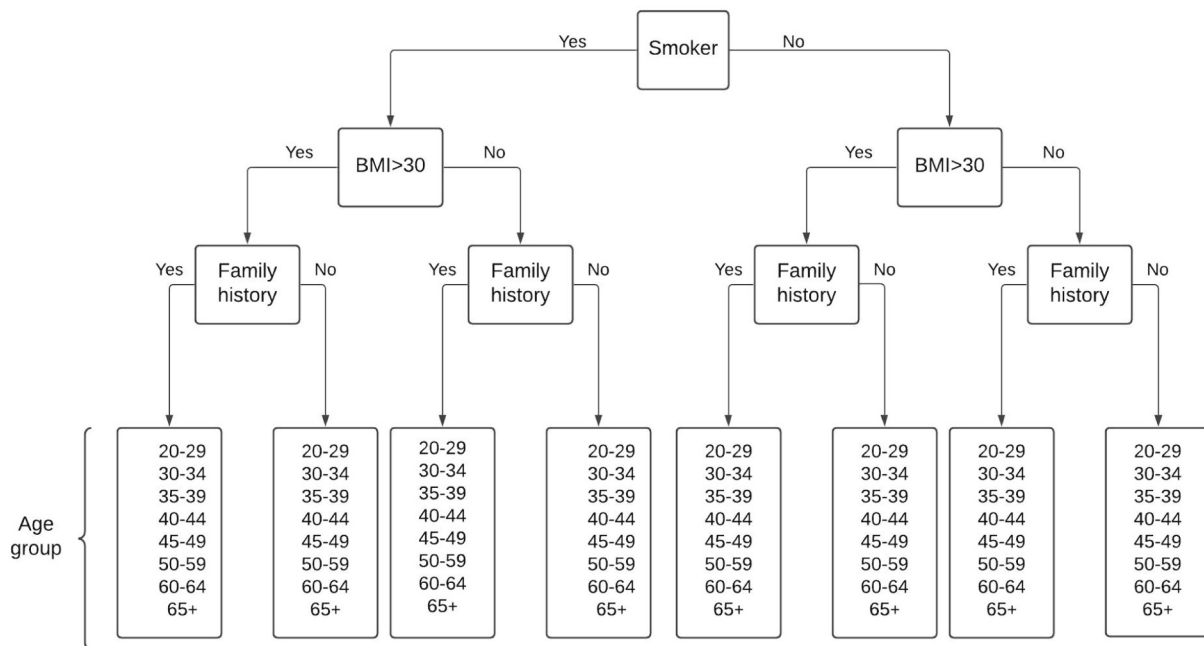 Smoker
Yes
No
BMI>30
Yes
No
BMI>30
Yes
No
Family
history
Yes
No
Family
history
Yes
No
Family
history
Yes
No
Family
history
Yes
No
Age
group
20-29
30-34
35-39
40-44
45-49
50-59
60-64
65+
20-29
30-34
35-39
40-44
45-49
50-59
60-64
65+
20-29
30-34
35-39
40-44
45-49
50-59
60-64
65+
20-29
30-34
35-39
40-44
45-49
50-59
60-64
65+
20-29
30-34
35-39
40-44
45-49
50-59
60-64
65+
20-29
30-34
35-39
40-44
45-49
50-59
60-64
65+
20-29
30-34
35-39
40-44
45-49
50-59
60-64
65+
20-29
30-34
35-39
40-44
45-49
50-59
60-64
65+